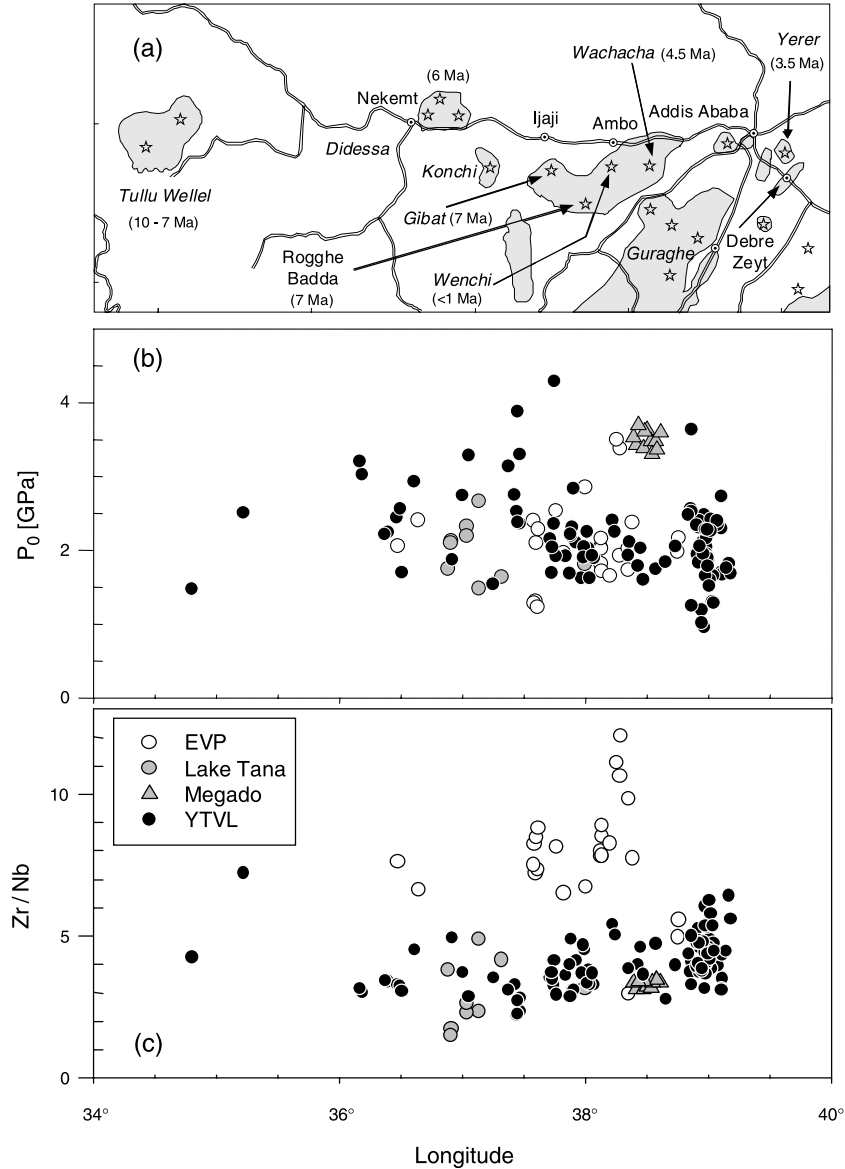 (a)
Yerer
(3.5 Ma)
Wachacha (4.5 Ma)
(6 Ma)
Nekemt
Ijaji
Ambo
Addis Ababa
Didessa
Konchi
Tullu Wellel
(10 - 7 Ma)
Gibat (7 Ma)
Rogghe
Badda
(7 Ma)
Wenchi
(<1 Ma)
Guraghe
Debre
Zeyt
(b)
4
2
0
P0 [GPa]
EVP
Lake Tana
Megado
YTVL
10
5
0
Zr / Nb
(c)
34° 36° 38° 40°
Longitude